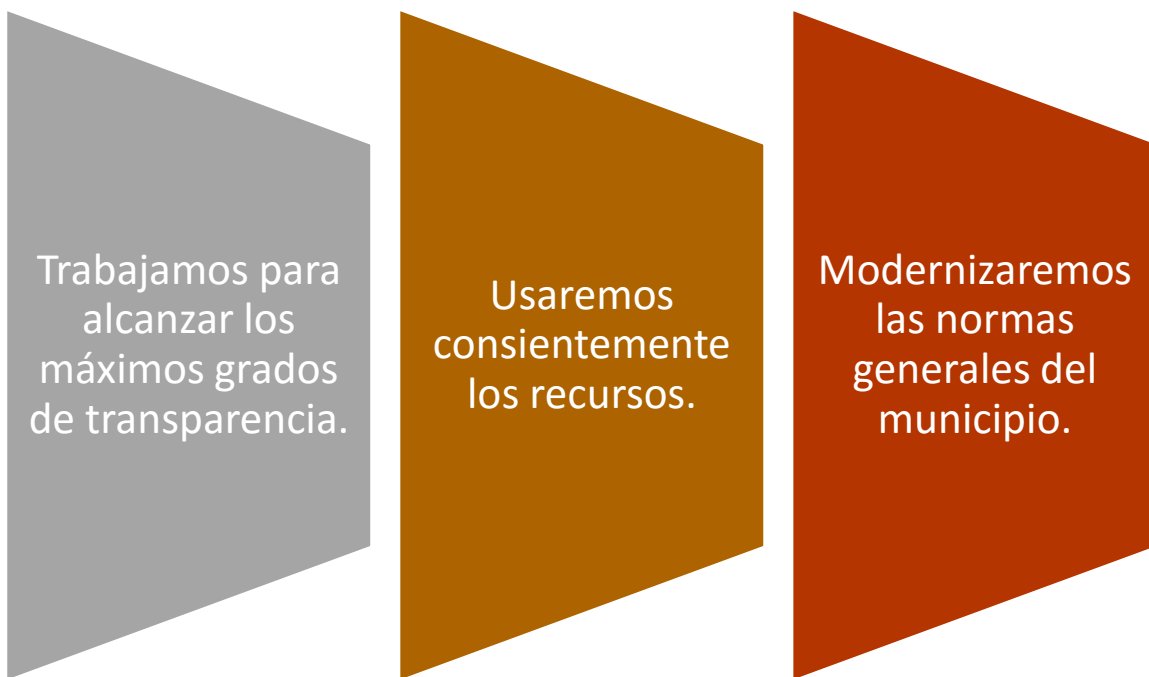 Trabajamos para
alcanzar los
máximos grados
de transparencia.
Usaremos
consientemente
los recursos.
Modernizaremos
las normas
generales del
municipio.